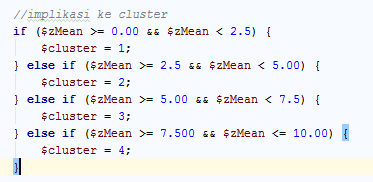 //implikasi ke cluster
if ($zMean >= 0.00 && $zMean < 2.5) {
$cluster = 1;
} else if ($zMean >= 2.5 && $zMean < 5.00) {
$cluster = 2;
} else if ($zMean >= 5.00 && $zMean < 7.5) {
$cluster = 3;
} else if ($zMean >= 7.500 && $zMean <= 10.00) {
$cluster = 4;
}